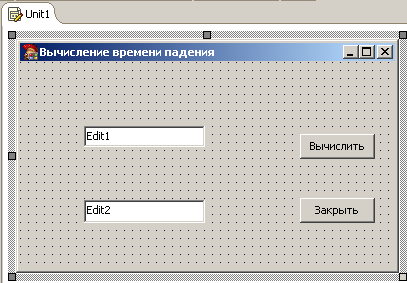 Unit1
Вычисление времени падения
Edit1
Вычислить
Edit2
Закрыть